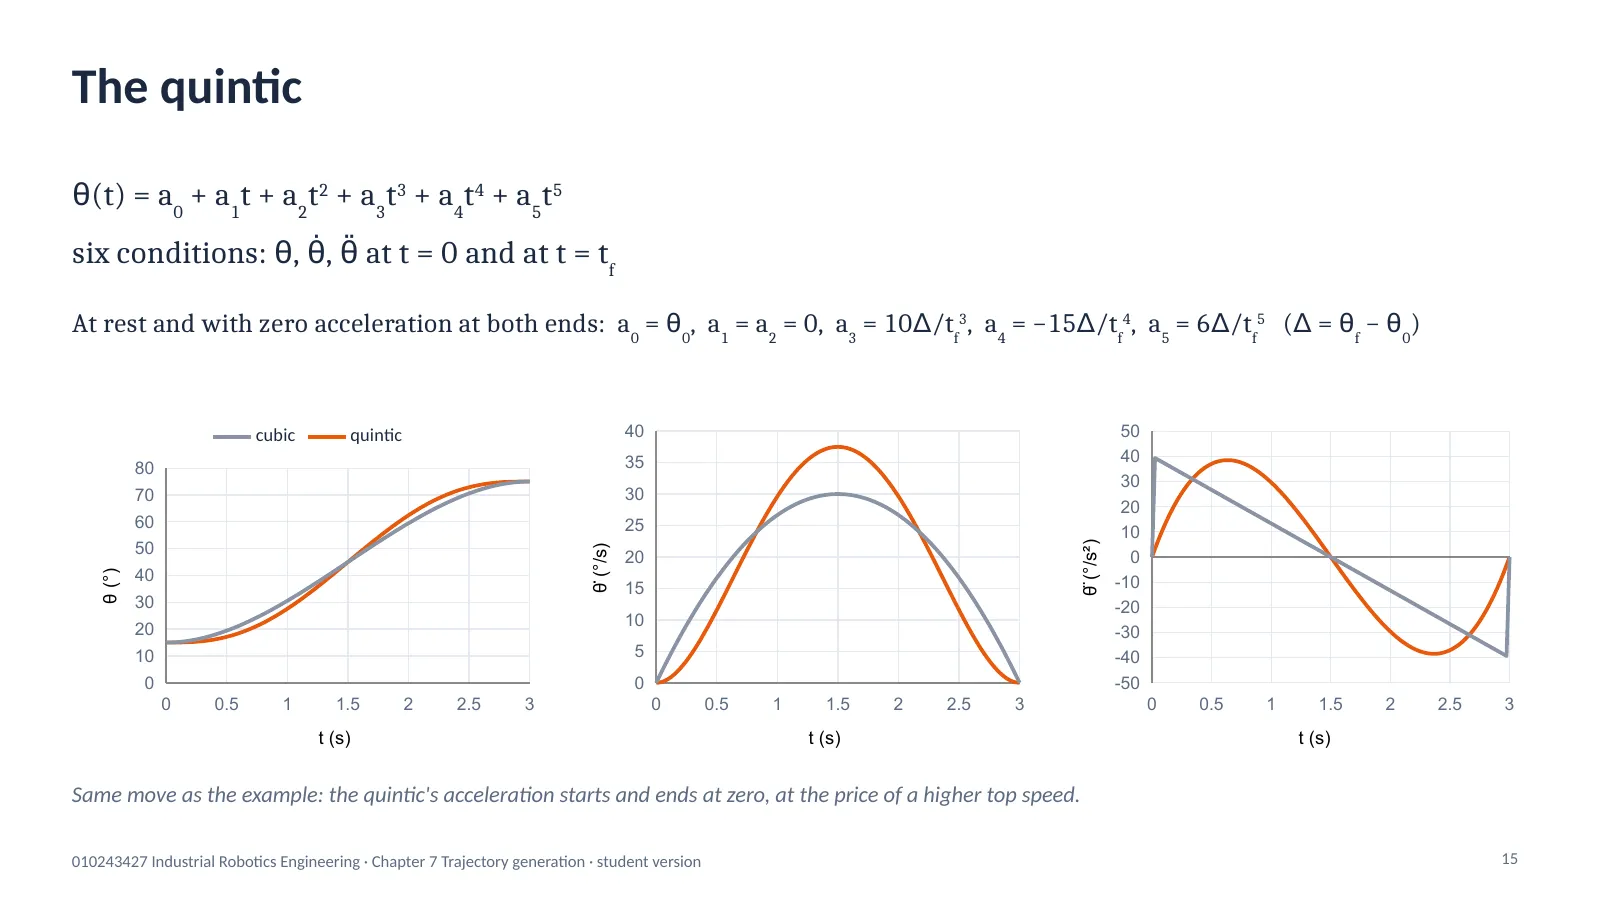 The quintic
θ(t) = a₀ + a₁t + a₂t² + a₃t³ + a₄t⁴ + a₅t⁵
six conditions: θ, θ̇, θ̈ at t = 0 and at t = t_f
At rest and with zero acceleration at both ends: a₀ = θ₀, a₁ = a₂ = 0, a₃ = 10Δ/t_f³, a₄ = −15Δ/t_f⁴, a₅ = 6Δ/t_f⁵ (Δ = θ_f − θ₀)
cubic quintic
80
70
60
50
40
30
20
10
0
θ (°)
0 0.5 1 1.5 2 2.5 3
t (s)
40
35
30
25
20
15
10
5
0
θ̇ (°/s)
0 0.5 1 1.5 2 2.5 3
t (s)
50
40
30
20
10
0
-10
-20
-30
-40
-50
θ̈ (°/s²)
0 0.5 1 1.5 2 2.5 3
t (s)
Same move as the example: the quintic's acceleration starts and ends at zero, at the price of a higher top speed.
010243427 Industrial Robotics Engineering · Chapter 7 Trajectory generation · student version
15